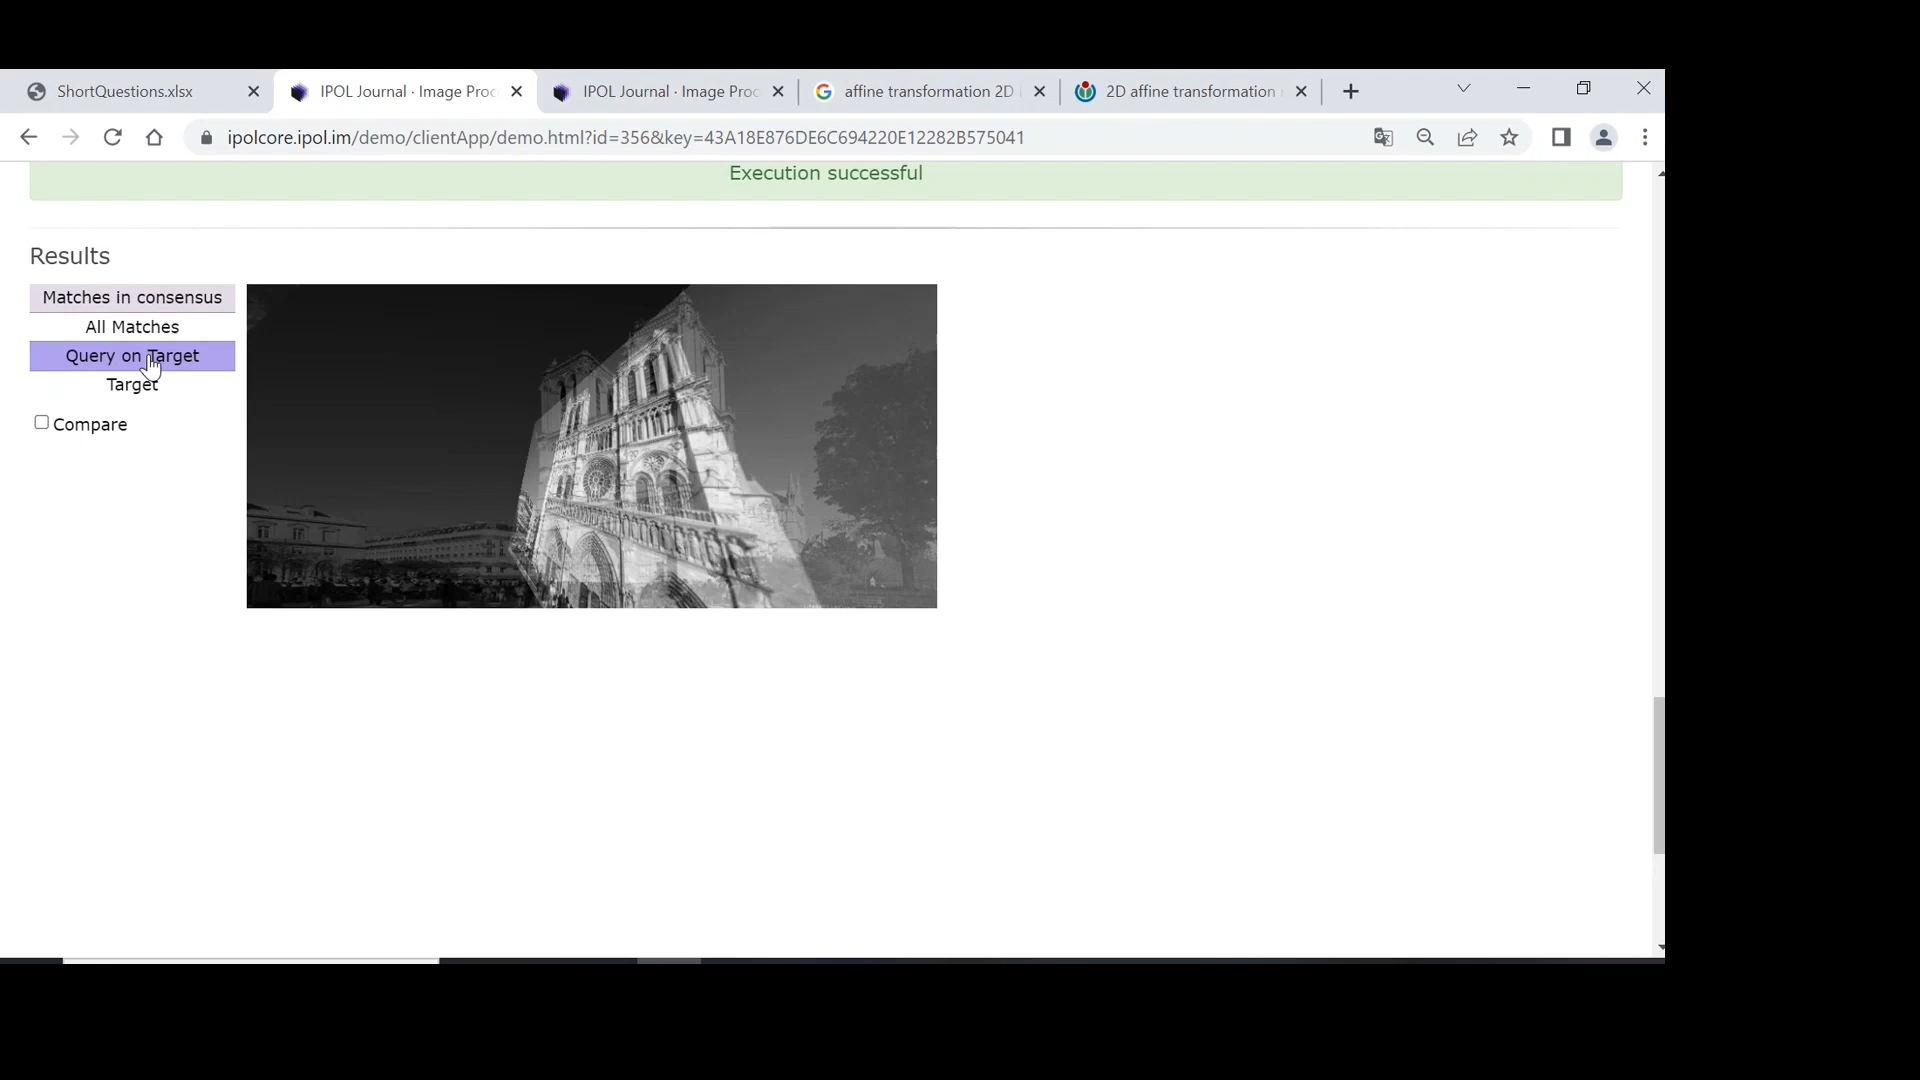 ShortQuestions.xlsx
IPOL Journal · Image Proc
IPOL Journal · Image Proc
affine transformation 2D
2D affine transformation
ipolcore.ipol.im/demo/clientApp/demo.html?id=356&key=43A18E876DE6C694220E12282B575041
Execution successful
Results
Matches in consensus
All Matches
Query on Target
Target
Compare